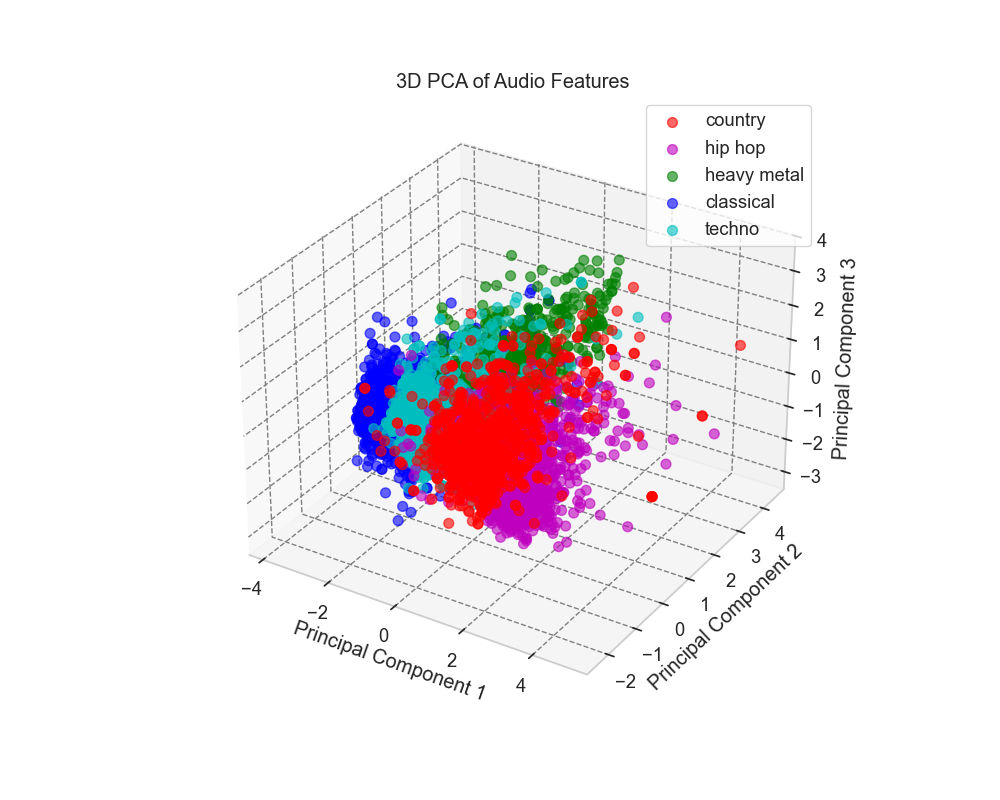 3D PCA of Audio Features
country
hip hop
heavy metal
classical
techno
4
3
2
1
0
−1
−2
−3
Principal Component 3
4
3
2
1
0
−1
−2
Principal Component 2
−4
−2
0
2
4
Principal Component 1